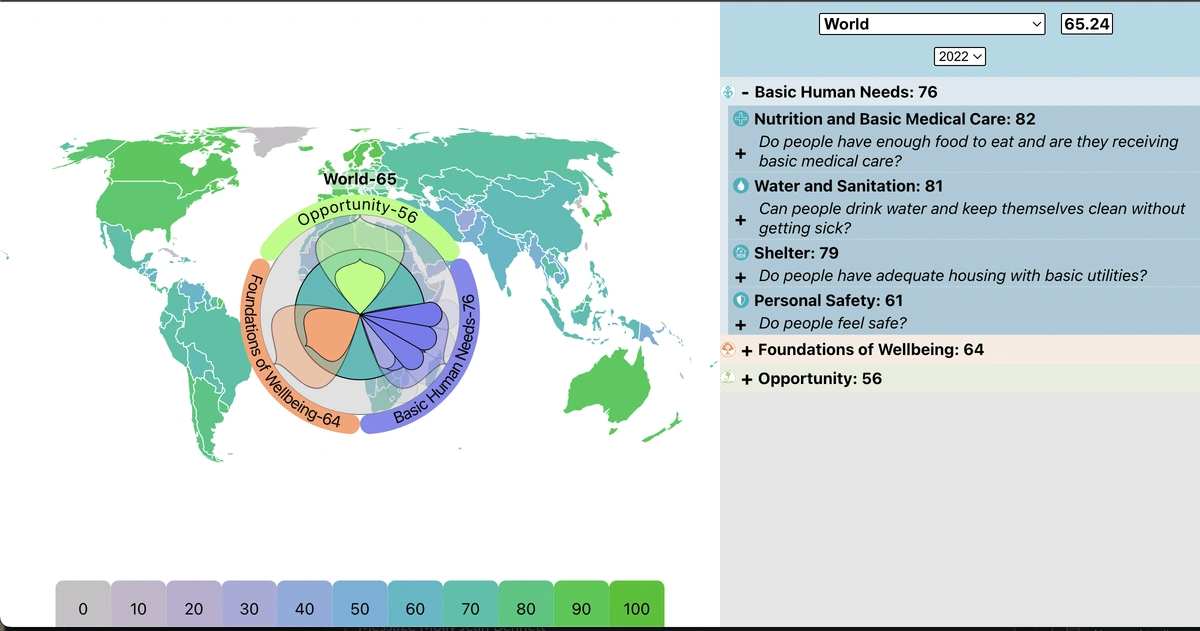 World
65.24
2022
- Basic Human Needs: 76
Nutrition and Basic Medical Care: 82
+ Do people have enough food to eat and are they receiving
basic medical care?
Water and Sanitation: 81
+ Can people drink water and keep themselves clean without
getting sick?
Shelter: 79
+ Do people have adequate housing with basic utilities?
Personal Safety: 61
+ Do people feel safe?
+ Foundations of Wellbeing: 64
+ Opportunity: 56
World-65
Opportunity-56
Foundations of Wellbeing-64
Basic Human Needs-76
0 10 20 30 40 50 60 70 80 90 100